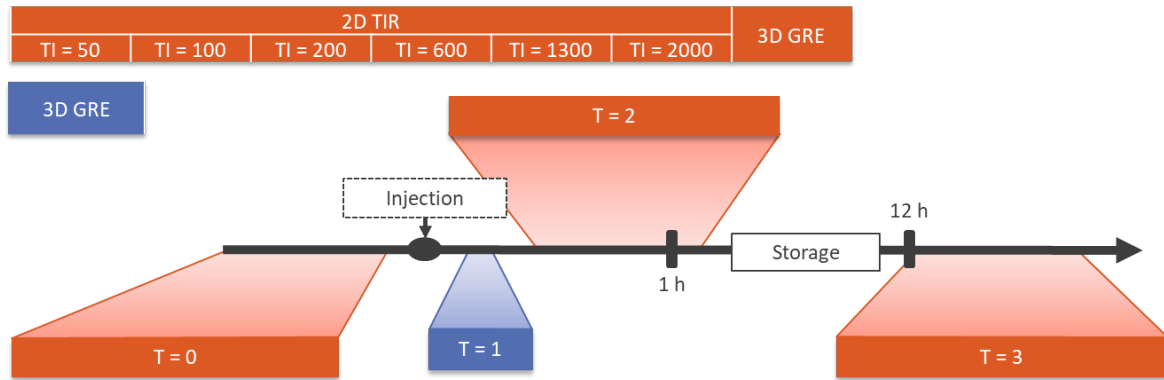 2D TIR
3D GRE
TI = 50 TI = 100 TI = 200 TI = 600 TI = 1300 TI = 2000
3D GRE
T = 2
Injection
12 h
Storage
1 h
T = 0
T = 1
T = 3